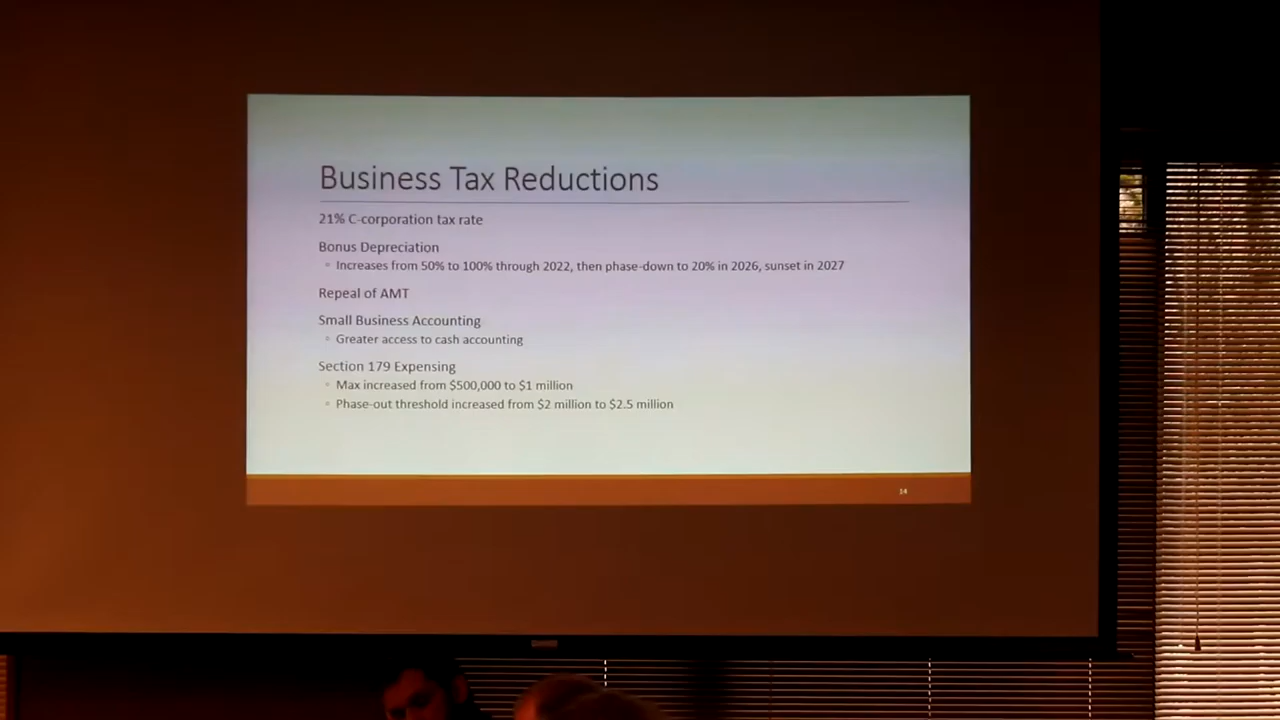 Business Tax Reductions
21% C-corporation tax rate
Bonus Depreciation
◦ Increases from 50% to 100% through 2022, then phase-down to 20% in 2026, sunset in 2027
Repeal of AMT
Small Business Accounting
◦ Greater access to cash accounting
Section 179 Expensing
◦ Max increased from $500,000 to $1 million
◦ Phase-out threshold increased from $2 million to $2.5 million
14